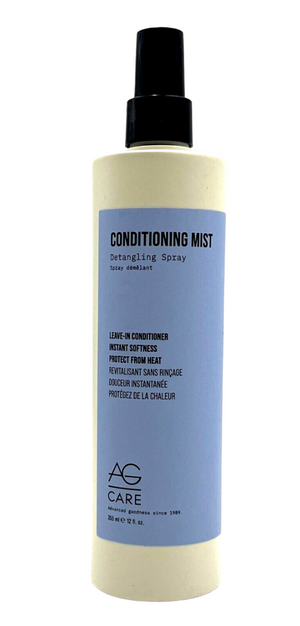 CONDITIONING MIST
Detangling Spray
Spray démêlant
LEAVE-IN CONDITIONER
INSTANT SOFTNESS
PROTECT FROM HEAT
REVITALISANT SANS RINÇAGE
DOUCEUR INSTANTANÉE
PROTÉGEZ DE LA CHALEUR
AG
CARE
Advanced goodness since 1989.
355 ml ℮ 12 fl. oz.